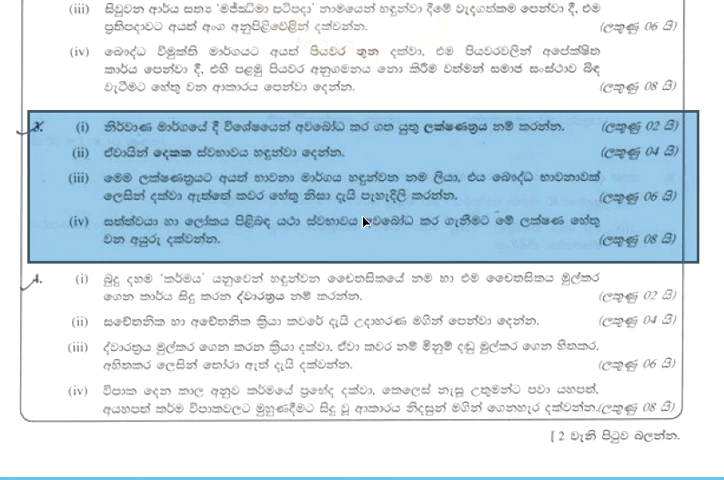 (iii) සිවුවන ආර්ය සත්‍ය 'මජ්ඣිමා පටිපදා' නාමයෙන් හඳුන්වා දීමේ වැදගත්කම පෙන්වා දී, එම
ප්‍රතිපදාවට අයත් අංග අනුපිළිවෙළින් දක්වන්න. (ලකුණු 06 යි)
(iv) බෞද්ධ විමුක්ති මාර්ගයට අයත් පියවර තුන දක්වා, එම පියවරවලින් අපේක්ෂිත
කාර්ය පෙන්වා දී, එහි පළමු පියවර අනුගමනය නො කිරීම වත්මන් සමාජ සංස්ථාව බිඳ
වැටීමට හේතු වන ආකාරය පෙන්වා දෙන්න. (ලකුණු 08 යි)
3. (i) නිර්වාණ මාර්ගයේ දී විශේෂයෙන් අවබෝධ කර ගත යුතු ලක්ෂණත්‍රය නම් කරන්න. (ලකුණු 02 යි)
(ii) ඒවායින් දෙකක ස්වභාවය හඳුන්වා දෙන්න. (ලකුණු 04 යි)
(iii) මෙම ලක්ෂණත්‍රයට අයත් භාවනා මාර්ගය හඳුන්වන නම ලියා, එය බෞද්ධ භාවනාවක්
ලෙසින් දක්වා ඇත්තේ කවර හේතු නිසා දැයි පැහැදිලි කරන්න. (ලකුණු 06 යි)
(iv) සත්ත්වයා හා ලෝකය පිළිබඳ යථා ස්වභාවය අවබෝධ කර ගැනීමට මේ ලක්ෂණ හේතු
වන අයුරු දක්වන්න. (ලකුණු 08 යි)
4. (i) බුදු දහම 'කර්මය' යනුවෙන් හඳුන්වන චෛතසිකයේ නම හා එම චෛතසිකය මුල්කර
ගෙන කාර්ය සිදු කරන ද්වාරත්‍රය නම් කරන්න. (ලකුණු 02 යි)
(ii) සචේතනික හා අචේතනික ක්‍රියා කවරේ දැයි උදාහරණ මගින් පෙන්වා දෙන්න. (ලකුණු 04 යි)
(iii) ද්වාරත්‍රය මුල්කර ගෙන කරන ක්‍රියා දක්වා, ඒවා කවර නම් මිනුම් දඬු මුල්කර ගෙන හිතකර,
අහිතකර ලෙසින් තෝරා ඇත් දැයි දක්වන්න. (ලකුණු 06 යි)
(iv) විපාක දෙන කාල අනුව කර්මයේ ප්‍රභේද දක්වා, කෙලෙස් නැසූ උතුමන්ට පවා යහපත්,
අයහපත් කර්ම විපාකවලට මුහුණදීමට සිදු වූ ආකාරය නිදසුන් මගින් ගෙනහැර දක්වන්න.(ලකුණු 08 යි)
[ 2 වැනි පිටුව බලන්න.